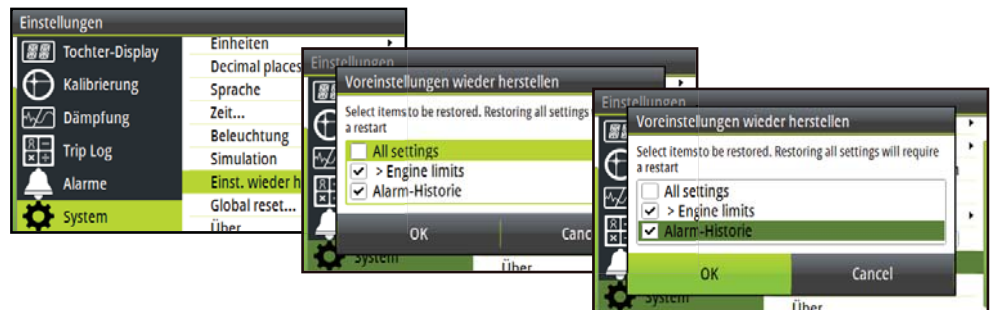 Einstellungen
Tochter-Display
Kalibrierung
Dämpfung
Trip Log
Alarme
System
Einheiten
Decimal places
Sprache
Zeit...
Beleuchtung
Simulation
Einst. wieder h
Global reset...
Über
Einstellungen
Voreinstellungen wieder herstellen
Select items to be restored. Restoring all settings
a restart
All settings
> Engine limits
Alarm-Historie
OK
Canc
System
Über
Einstellungen
Voreinstellungen wieder herstellen
Select items to be restored. Restoring all settings will require
a restart
All settings
> Engine limits
Alarm-Historie
OK
Cancel
System
Über